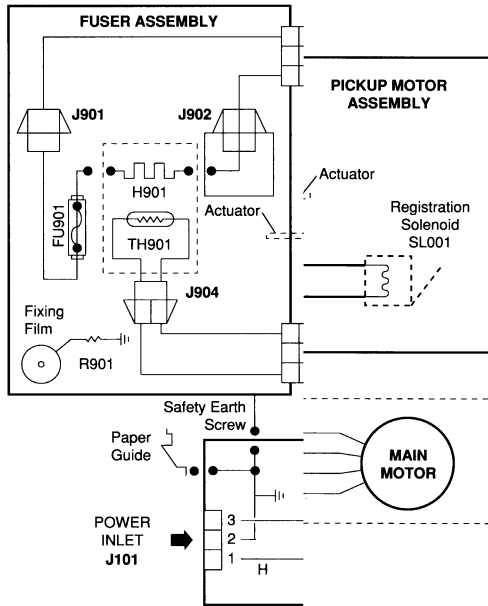 FUSER ASSEMBLY
PICKUP MOTOR
ASSEMBLY
J901
J902
H901
FU901
TH901
Actuator
Actuator
Registration
Solenoid
SL001
J904
Fixing
Film
R901
Safety Earth
Screw
Paper
Guide
MAIN
MOTOR
POWER
INLET
J101
3
2
1
H